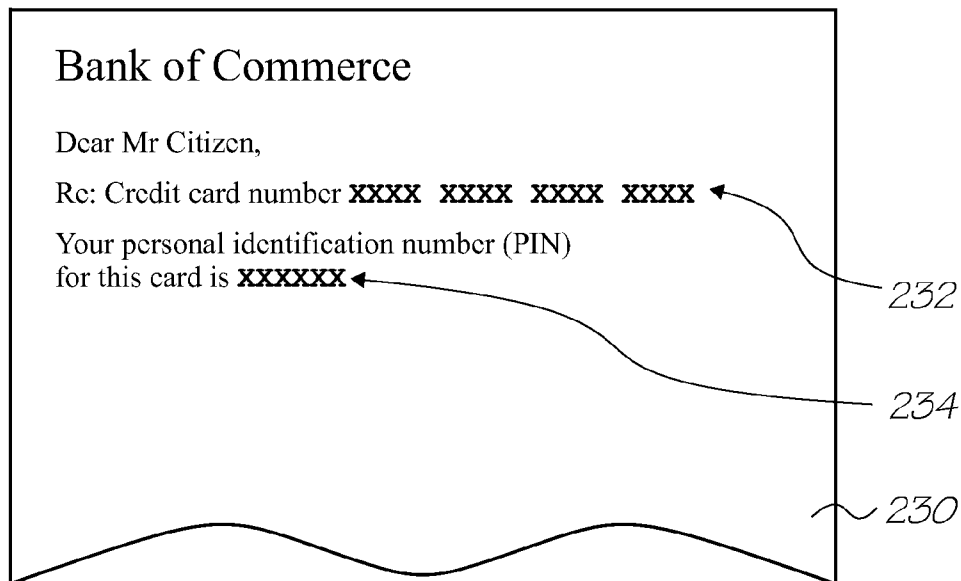 Bank of Commerce
Dear Mr Citizen,
Re: Credit card number XXXX XXXX XXXX XXXX
Your personal identification number (PIN)
for this card is XXXXXX
232
234
230